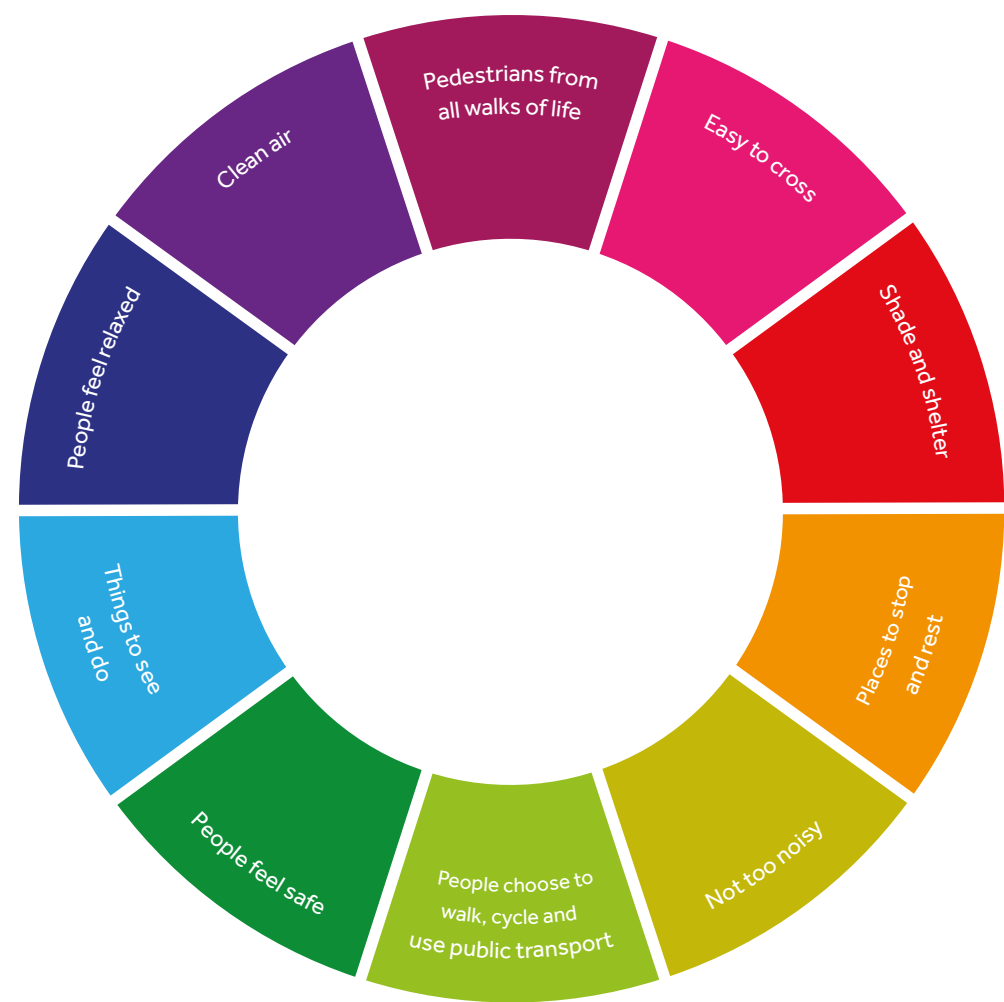 Pedestrians from
all walks of life
Easy to cross
Shade and shelter
Places to stop
and rest
Not too noisy
People choose to
walk, cycle and
use public transport
People feel safe
Things to see
and do
People feel relaxed
Clean air